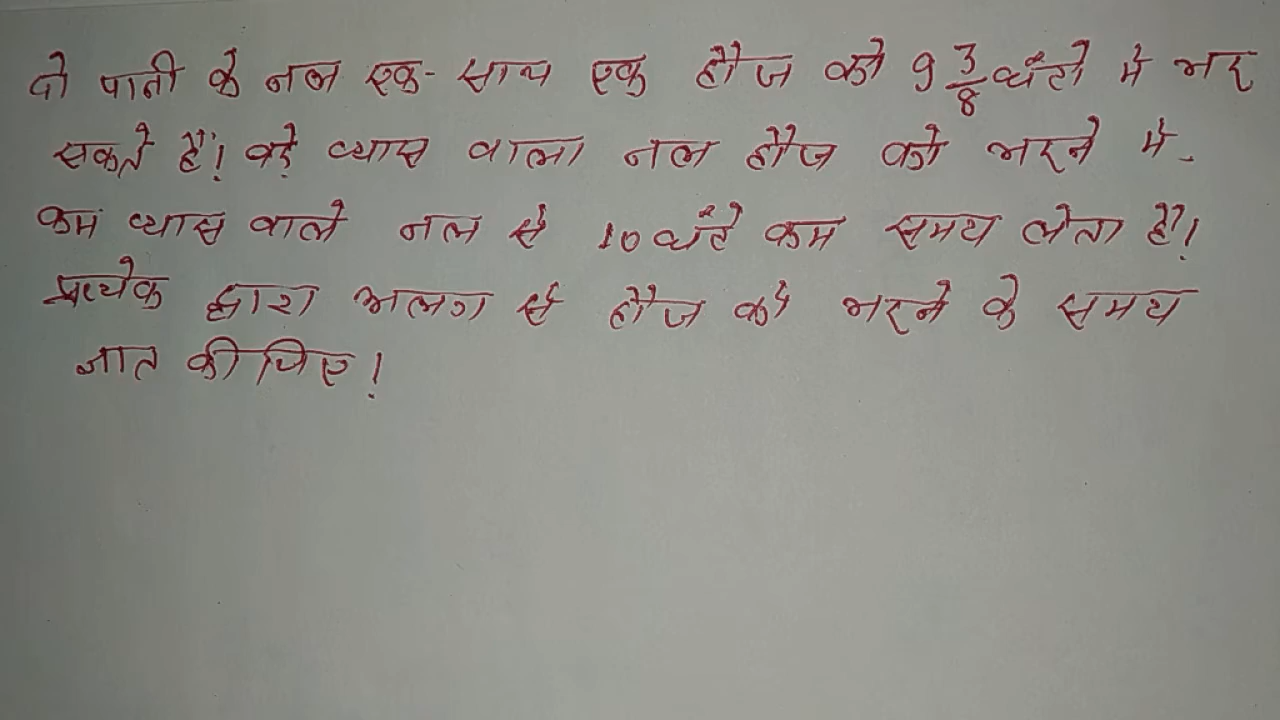 दो पानी के नल एक-साथ एक हौज को 9 3/8 घंटो मे भर
सकते हैं! बड़े व्यास वाला नल हौज को भरने मे-
कम व्यास वाले नल से 10 घंटे कम समय लेता है!
प्रत्येक द्वारा अलग से हौज को भरने के समय
ज्ञात कीजिए!